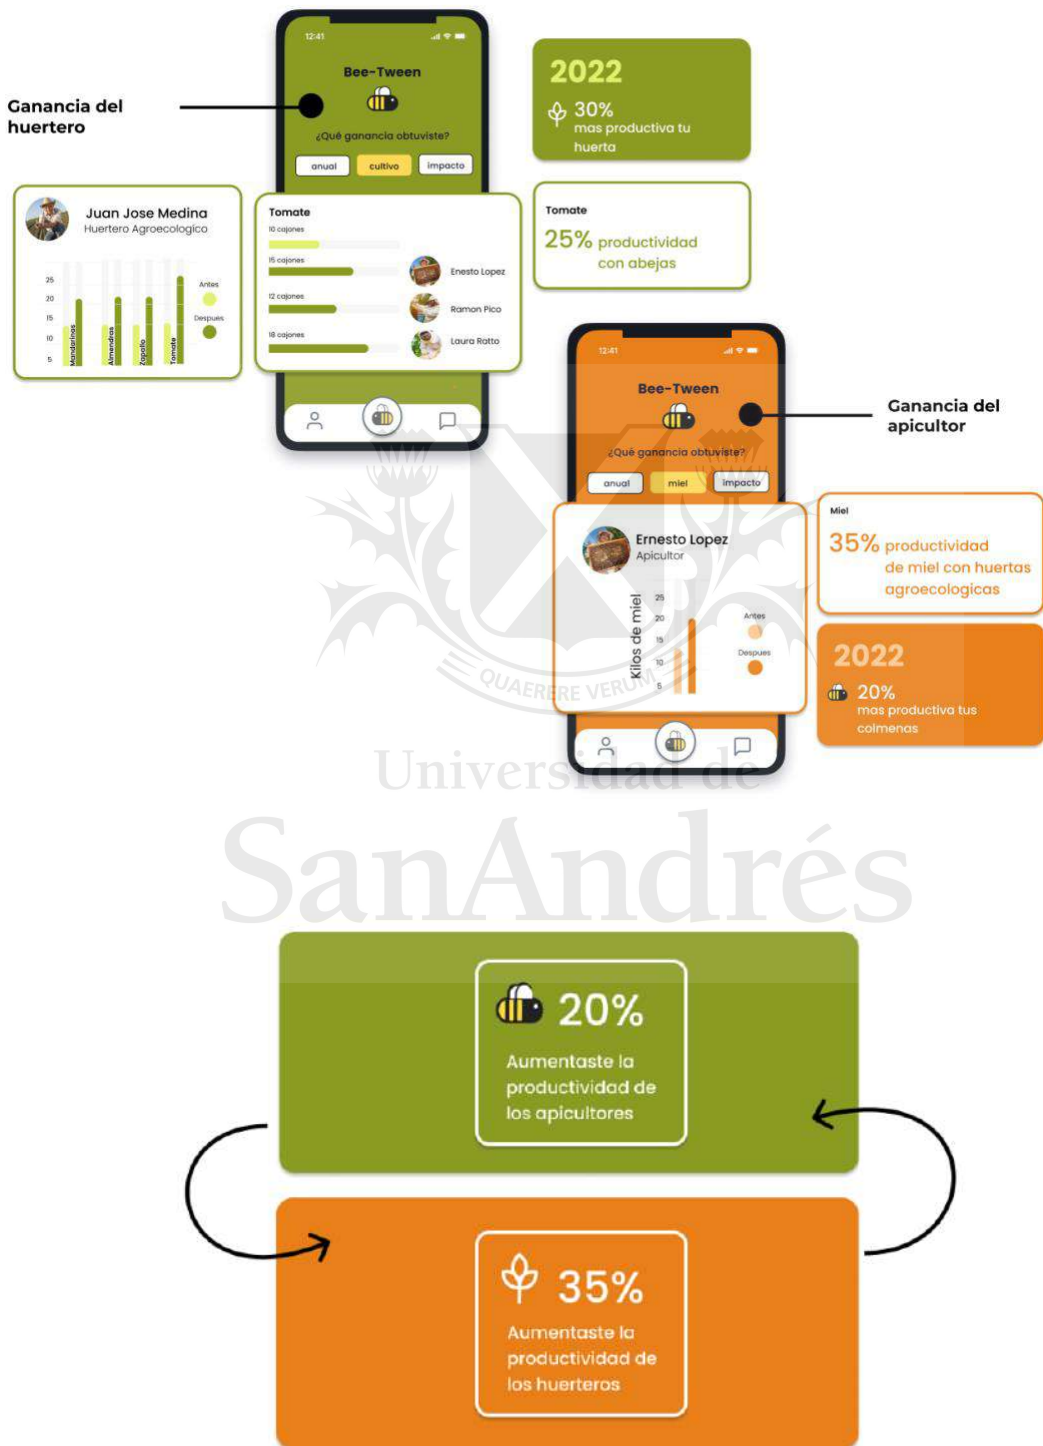 12:41
Bee-Tween
¿Qué ganancia obtuviste?
anual
cultivo
impacto
Ganancia del
huertero
2022
30%
mas productiva tu
huerta
Juan Jose Medina
Huertero Agroecologico
25
20
15
10
5
Mandarinas
Almendras
Zapallo
Tomate
Antes
Despues
Tomate
10 cajones
15 cajones
12 cajones
18 cajones
Enesto Lopez
Ramon Pico
Laura Ratto
Tomate
25% productividad
con abejas
12:41
Bee-Tween
¿Qué ganancia obtuviste?
anual
miel
impacto
Ganancia del
apicultor
Ernesto Lopez
Apicultor
Kilos de miel
25
20
15
10
5
Antes
Despues
Miel
35% productividad
de miel con huertas
agroecologicas
2022
20%
mas productiva tus
colmenas
QUAERERE VERUM
Universidad de
SanAndrés
20%
Aumentaste la
productividad de
los apicultores
35%
Aumentaste la
productividad de
los huerteros